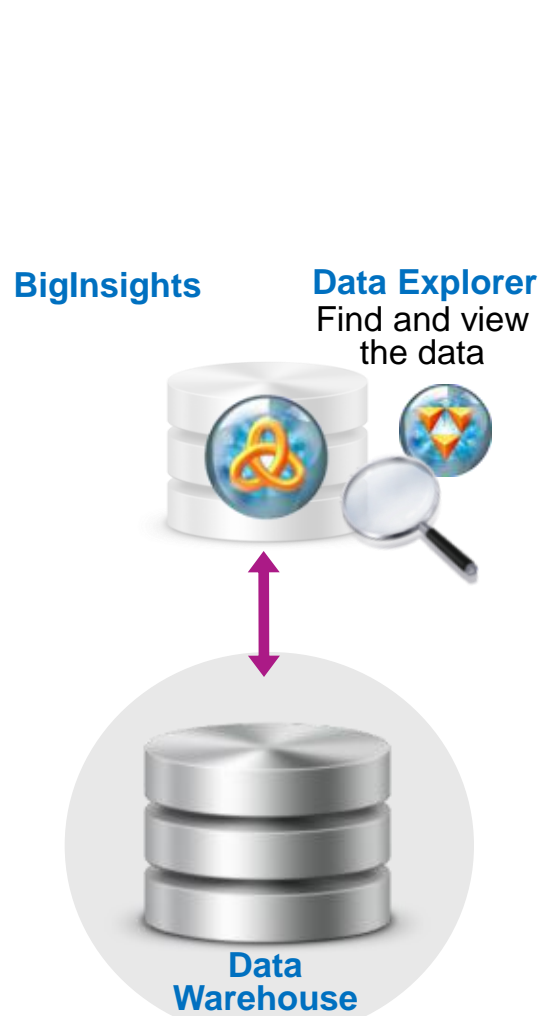 BigInsights
Data Explorer
Find and view
the data
Data
Warehouse